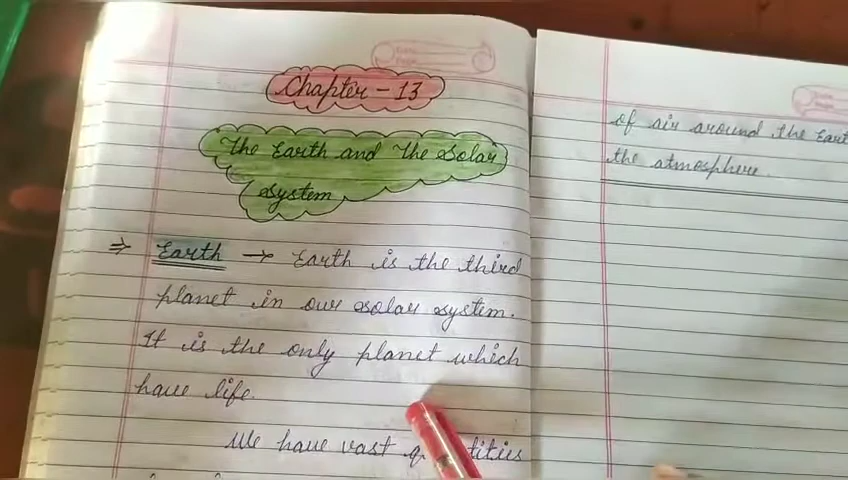 Chapter - 13
The Earth and The Solar
System
⇒ Earth → Earth is the third
planet in our solar system.
It is the only planet which
have life.
We have vast
of air around the Eart
the atmosphere.